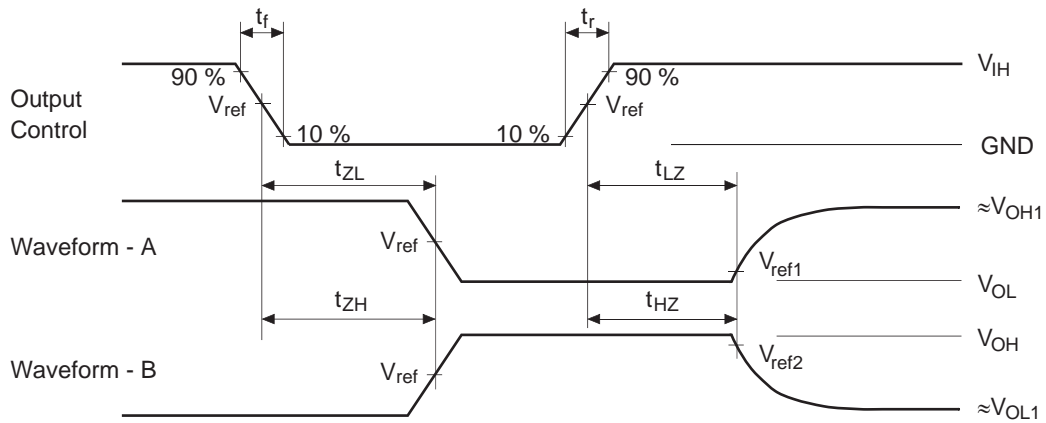 tf
tr
90 %
90 %
VIH
Output
Control
Vref
Vref
10 %
10 %
GND
tZL
tLZ
≈VOH1
Waveform - A
Vref
Vref1
VOL
tZH
tHZ
VOH
Waveform - B
Vref
Vref2
≈VOL1